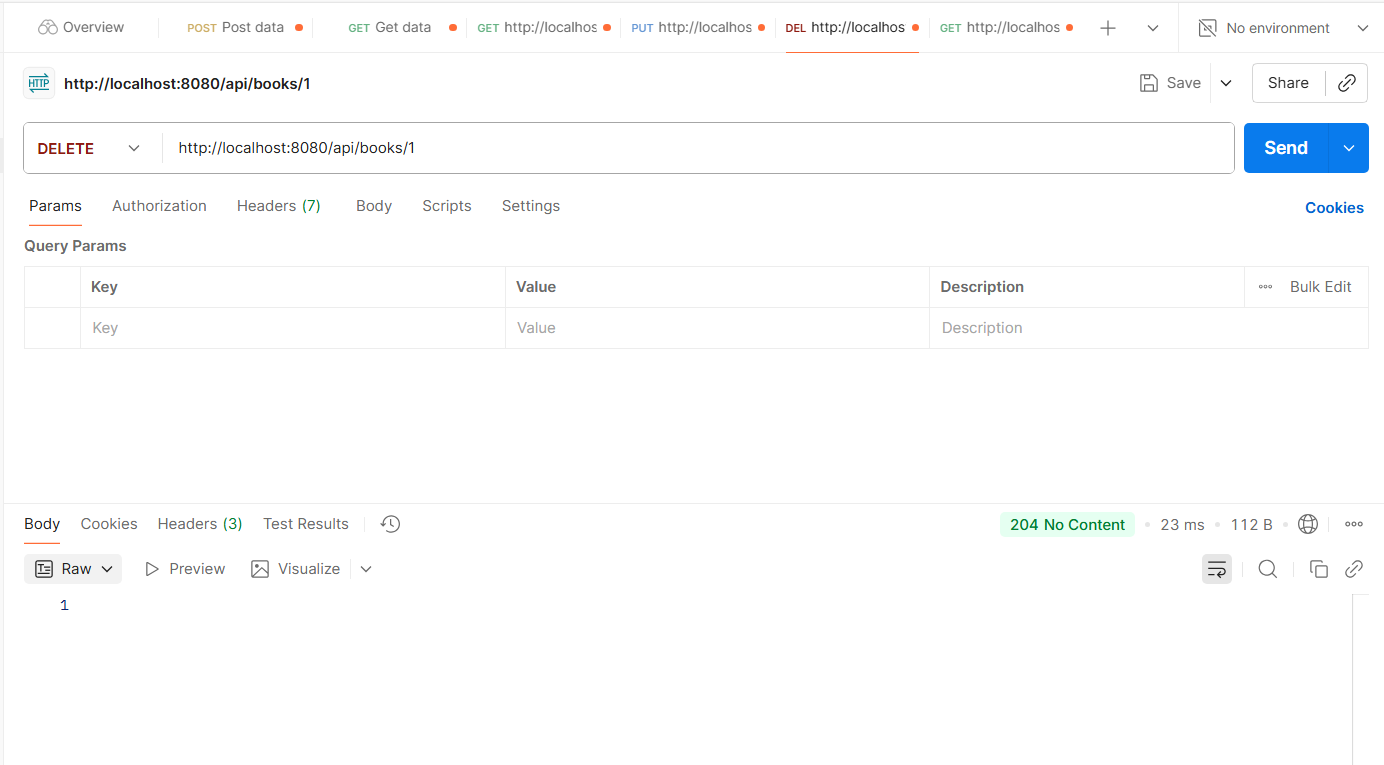 Overview POST Post data GET Get data GET http://localhos PUT http://localhos DEL http://localhos GET http://localhos No environment
HTTP http://localhost:8080/api/books/1 Save Share
DELETE http://localhost:8080/api/books/1 Send
Params Authorization Headers (7) Body Scripts Settings Cookies
Query Params
Key Value Description Bulk Edit
Key Value Description
Body Cookies Headers (3) Test Results 204 No Content 23 ms 112 B
Raw Preview Visualize
1